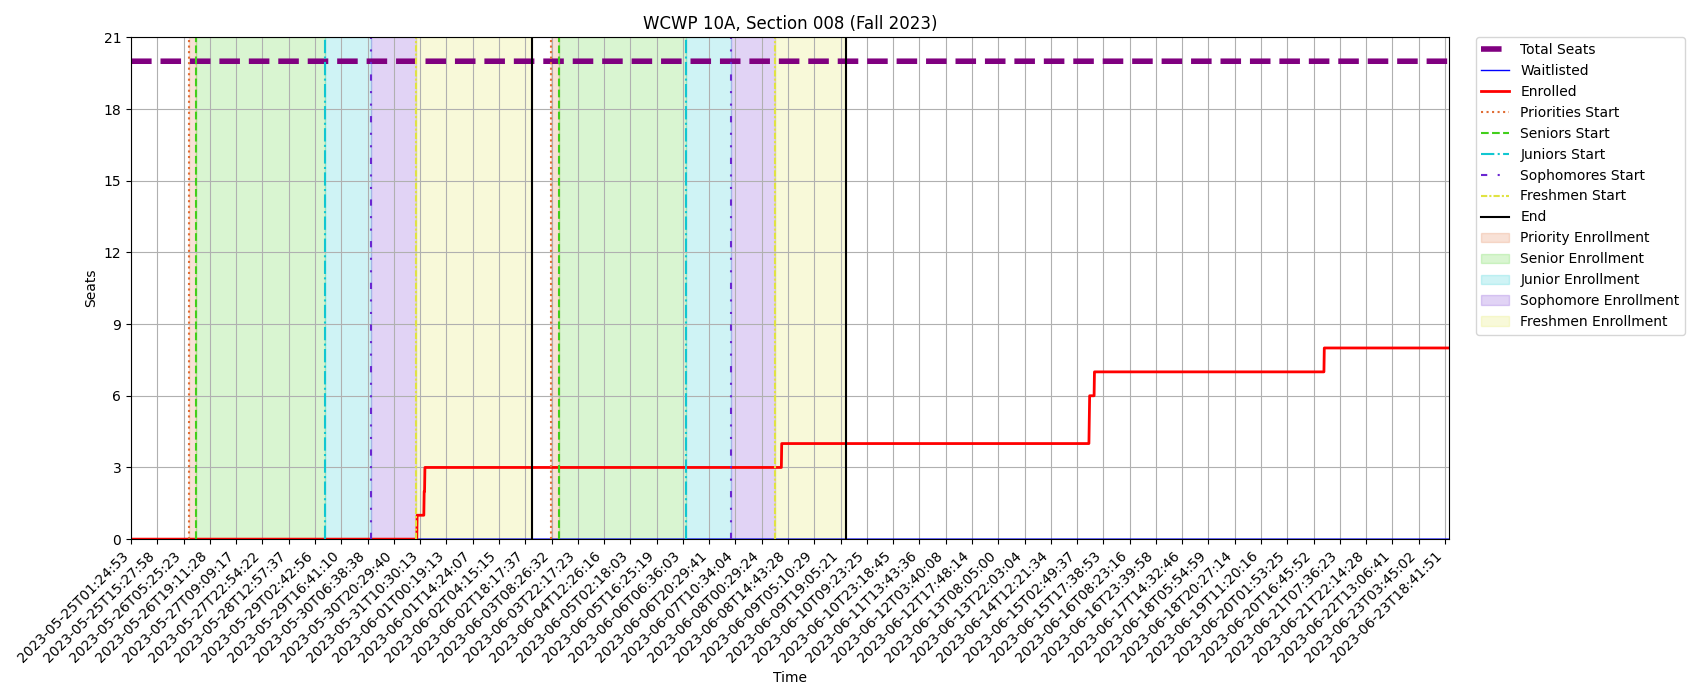 WCWP 10A, Section 008 (Fall 2023)
21
18
15
12
9
6
3
0
Seats
2023-05-25T01:24:53
2023-05-25T15:27:58
2023-05-26T05:25:23
2023-05-26T19:11:28
2023-05-27T09:09:17
2023-05-27T22:54:22
2023-05-28T12:57:37
2023-05-29T02:42:56
2023-05-29T16:41:10
2023-05-30T06:38:38
2023-05-30T20:29:40
2023-05-31T10:30:13
2023-06-01T00:19:13
2023-06-01T14:24:07
2023-06-02T04:15:15
2023-06-02T18:17:37
2023-06-03T08:26:32
2023-06-03T22:17:23
2023-06-04T12:26:16
2023-06-05T02:18:03
2023-06-05T16:25:19
2023-06-06T06:36:03
2023-06-06T20:29:41
2023-06-07T10:34:04
2023-06-08T00:29:24
2023-06-08T14:43:28
2023-06-09T05:10:29
2023-06-09T19:05:21
2023-06-10T09:23:25
2023-06-10T23:18:45
2023-06-11T13:43:36
2023-06-12T03:40:08
2023-06-12T17:48:14
2023-06-13T08:05:00
2023-06-13T22:03:04
2023-06-14T12:21:34
2023-06-15T02:49:37
2023-06-15T17:38:53
2023-06-16T08:23:16
2023-06-16T23:39:58
2023-06-17T14:32:46
2023-06-18T05:54:59
2023-06-18T20:27:14
2023-06-19T11:20:16
2023-06-20T01:53:25
2023-06-20T16:45:52
2023-06-21T07:36:23
2023-06-21T22:14:28
2023-06-22T13:06:41
2023-06-23T03:45:02
2023-06-23T18:41:51
Time
Total Seats
Waitlisted
Enrolled
Priorities Start
Seniors Start
Juniors Start
Sophomores Start
Freshmen Start
End
Priority Enrollment
Senior Enrollment
Junior Enrollment
Sophomore Enrollment
Freshmen Enrollment